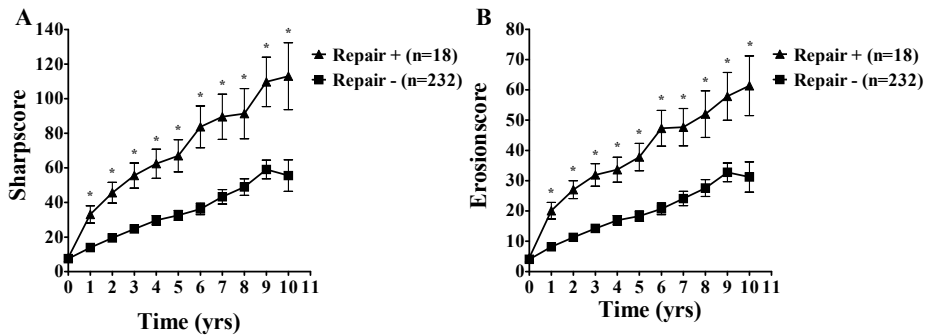 A
Sharpscore
140
120
100
80
60
40
20
0
* * * * * * * * * *
Repair + (n=18)
Repair - (n=232)
0 1 2 3 4 5 6 7 8 9 10 11
Time (yrs)
B
Erosionscore
80
70
60
50
40
30
20
10
0
* * * * * * * * * *
Repair + (n=18)
Repair - (n=232)
0 1 2 3 4 5 6 7 8 9 10 11
Time (yrs)